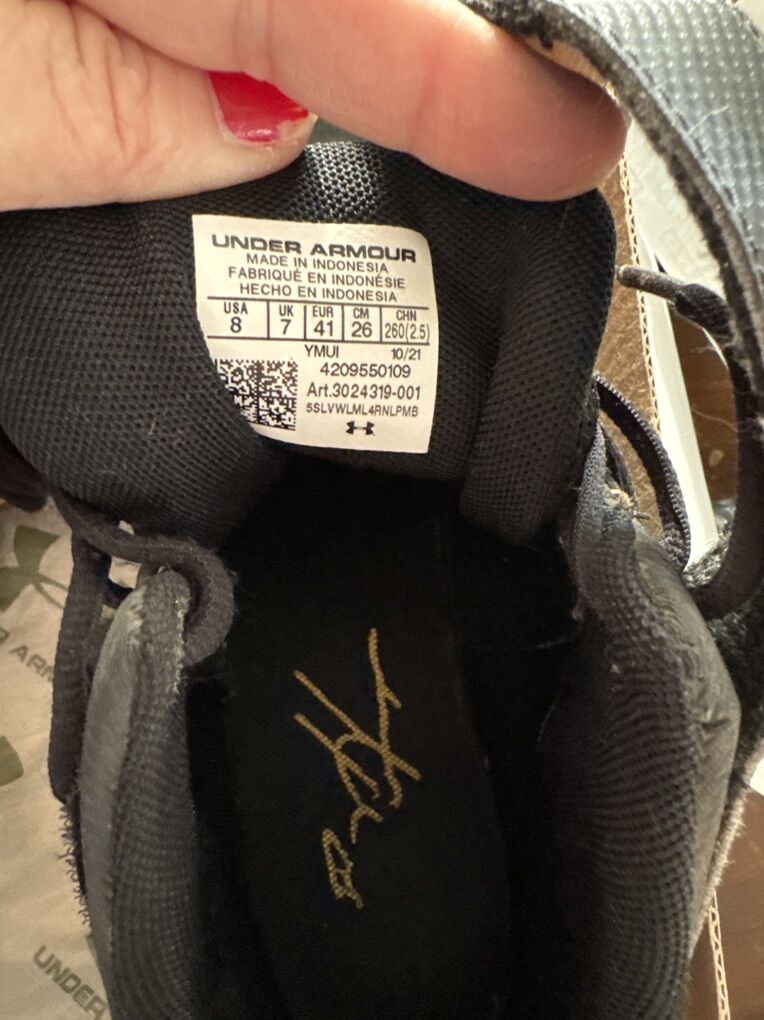 UNDER ARMOUR
MADE IN INDONESIA
FABRIQUÉ EN INDONÉSIE
HECHO EN INDONESIA
USA UK EUR CM CHN
8 7 41 26 260(2.5)
YMUI 10/21
4209550109
Art.3024319-001
5SLVWLML4RNLPMB
UNDER